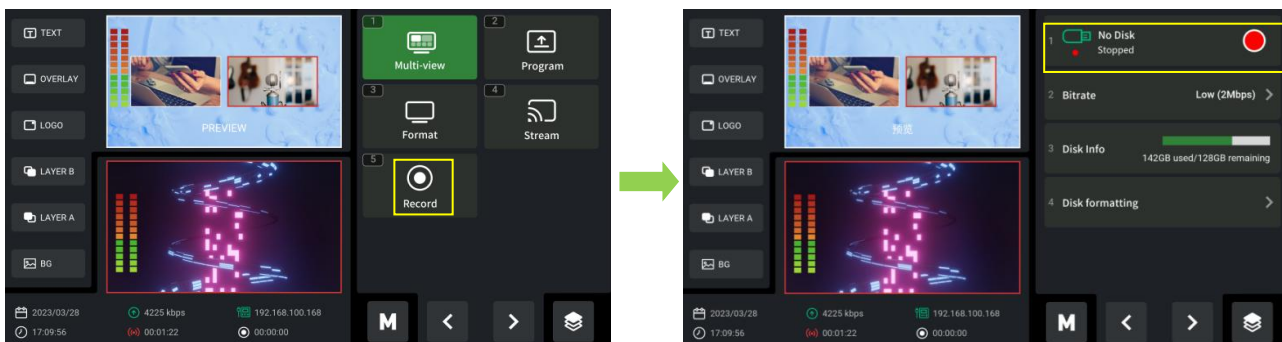 TEXT
OVERLAY
LOGO
LAYER B
LAYER A
BG
PREVIEW
1
Multi-view
2
Program
3
Format
4
Stream
5
Record
2023/03/28
4225 kbps
192.168.100.168
17:09:56
00:01:22
00:00:00
M
TEXT
OVERLAY
LOGO
LAYER B
LAYER A
BG
预览
1
No Disk
Stopped
2 Bitrate Low (2Mbps)
3 Disk Info
142GB used/128GB remaining
4 Disk formatting
2023/03/28
4225 kbps
192.168.100.168
17:09:56
00:01:22
00:00:00
M